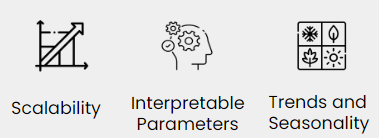 Scalability
Interpretable
Parameters
Trends and
Seasonality